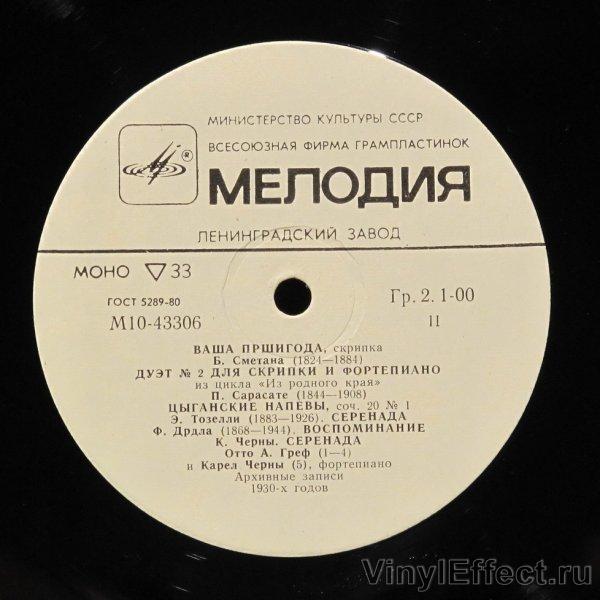 МИНИСТЕРСТВО КУЛЬТУРЫ СССР
ВСЕСОЮЗНАЯ ФИРМА ГРАМПЛАСТИНОК
®
МЕЛОДИЯ
ЛЕНИНГРАДСКИЙ ЗАВОД
МОНО ▽ 33
ГОСТ 5289-80
Гр. 2. 1-00
М10-43306
II
ВАША ПРШИГОДА, скрипка
Б. Сметана (1824—1884)
ДУЭТ № 2 ДЛЯ СКРИПКИ И ФОРТЕПИАНО
из цикла «Из родного края»
П. Сарасате (1844—1908)
ЦЫГАНСКИЕ НАПЕВЫ, соч. 20 № 1
Э. Тозелли (1883—1926). СЕРЕНАДА
Ф. Дрдла (1868—1944). ВОСПОМИНАНИЕ
К. Черны. СЕРЕНАДА
Отто А. Греф (1—4)
и Карел Черны (5), фортепиано
Архивные записи
1930-х годов
VinylEffect.ru